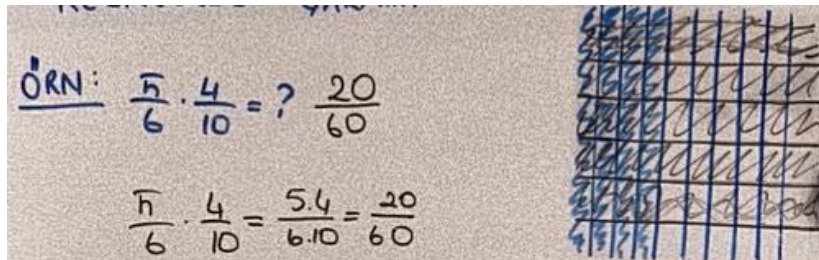 ÖRN: 5/6 . 4/10 = ? 20/60
5/6 . 4/10 = 5.4/6.10 = 20/60